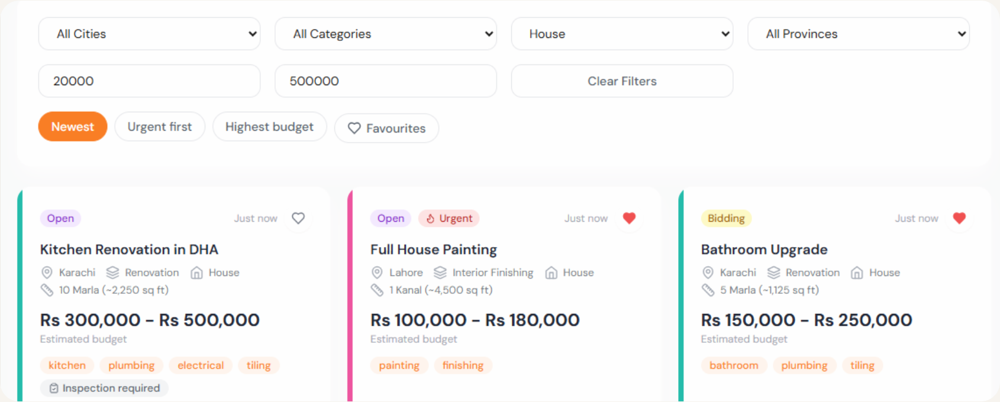 All Cities All Categories House All Provinces
20000 500000 Clear Filters
Newest Urgent first Highest budget Favourites
Open Just now
Kitchen Renovation in DHA
Karachi Renovation House
10 Marla (~2,250 sq ft)
Rs 300,000 – Rs 500,000
Estimated budget
kitchen plumbing electrical tiling
Inspection required
Open Urgent Just now
Full House Painting
Lahore Interior Finishing House
1 Kanal (~4,500 sq ft)
Rs 100,000 – Rs 180,000
Estimated budget
painting finishing
Bidding Just now
Bathroom Upgrade
Karachi Renovation House
5 Marla (~1,125 sq ft)
Rs 150,000 – Rs 250,000
Estimated budget
bathroom plumbing tiling